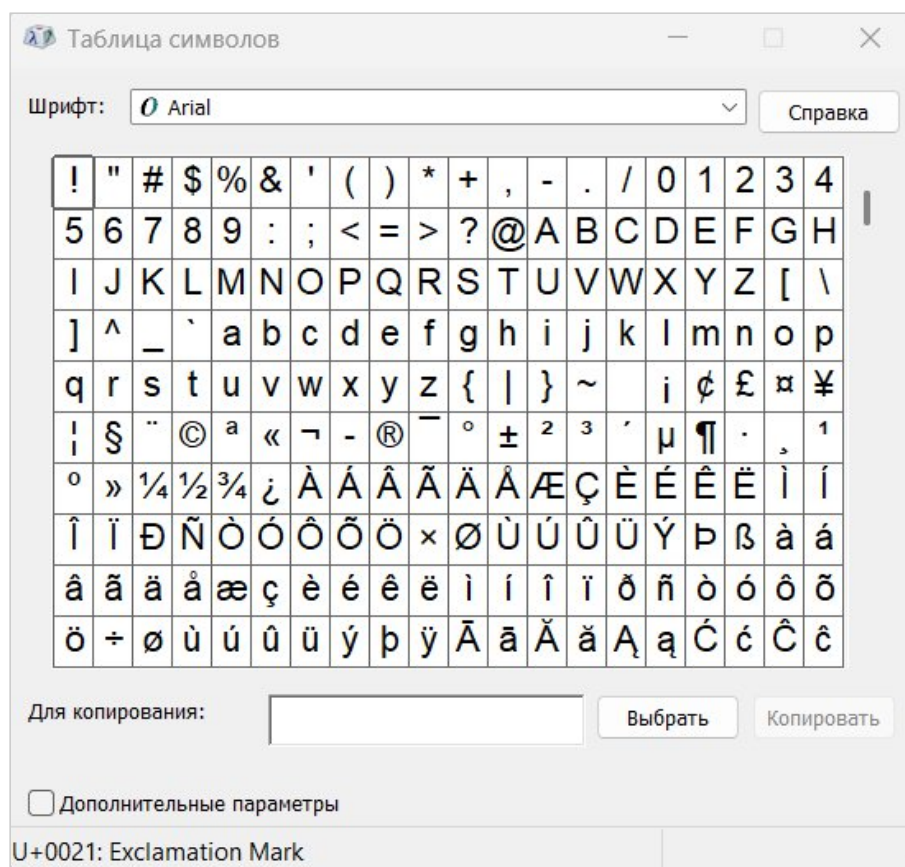 Таблица символов
Шрифт: O Arial Справка
! " # $ % & ' ( ) * + , - . / 0 1 2 3 4
5 6 7 8 9 : ; < = > ? @ A B C D E F G H
I J K L M N O P Q R S T U V W X Y Z [ \
] ^ _ ` a b c d e f g h i j k l m n o p
q r s t u v w x y z { | } ~   ¡ ¢ £ ¤ ¥
¦ § ¨ © ª « ¬ - ® ¯ ° ± ² ³ ´ µ ¶ · ¸ ¹
º » ¼ ½ ¾ ¿ À Á Â Ã Ä Å Æ Ç È É Ê Ë Ì Í
Î Ï Ð Ñ Ò Ó Ô Õ Ö × Ø Ù Ú Û Ü Ý Þ ß à á
â ã ä å æ ç è é ê ë ì í î ï ð ñ ò ó ô õ
ö ÷ ø ù ú û ü ý þ ÿ Ā ā Ă ă Ą ą Ć ć Ĉ ĉ
Для копирования: Выбрать Копировать
Дополнительные параметры
U+0021: Exclamation Mark